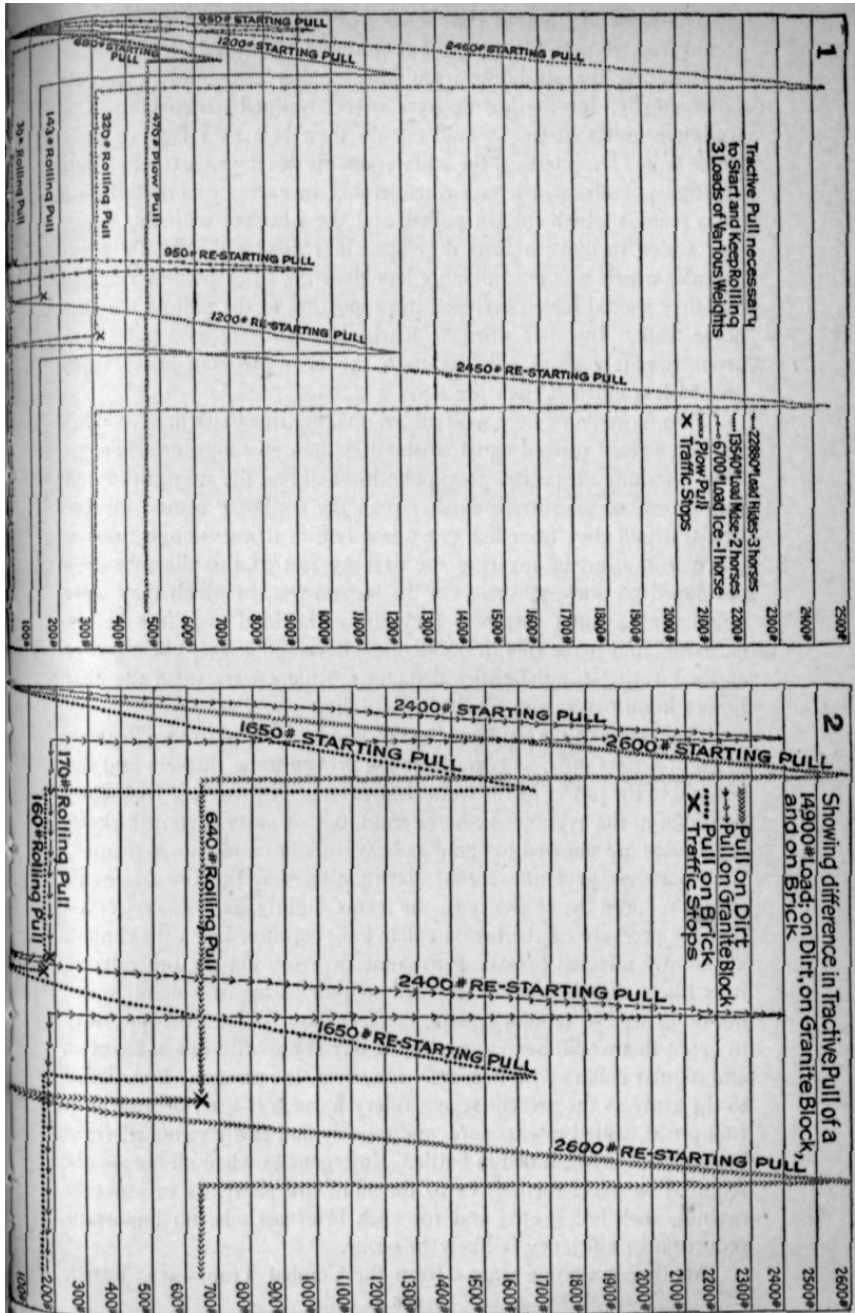 1
Tractive Pull necessary
to Start and Keep Rolling
3 Loads of Various Weights
22880# Load Hides-3 horses
13540# Load Mdse-2 horses
6700# Load Ice-1 horse
Plow Pull
X Traffic Stops
2460# STARTING PULL
1200# STARTING PULL
950# STARTING PULL
680# STARTING
PULL
470# Plow Pull
320# Rolling Pull
143# Rolling Pull
Rolling Pull
950# RE-STARTING PULL
1200# RE-STARTING PULL
2450# RE-STARTING PULL
2500#
2400#
2300#
2200#
2100#
2000#
1900#
1800#
1700#
1600#
1500#
1400#
1300#
1200#
1100#
1000#
900#
800#
700#
600#
500#
400#
300#
200#
100#
2
Showing difference in Tractive Pull of a
14900# Load; on Dirt, on Granite Block,
and on Brick
Pull on Dirt
Pull on Granite Block
Pull on Brick
X Traffic Stops
2600# STARTING PULL
2400# STARTING PULL
1650# STARTING PULL
640# Rolling Pull
170# Rolling Pull
160# Rolling Pull
2400# RE-STARTING PULL
1650# RE-STARTING PULL
2600# RE-STARTING PULL
2600#
2500#
2400#
2300#
2200#
2100#
2000#
1900#
1800#
1700#
1600#
1500#
1400#
1300#
1200#
1100#
1000#
900#
800#
700#
600#
500#
400#
300#
200#
100#